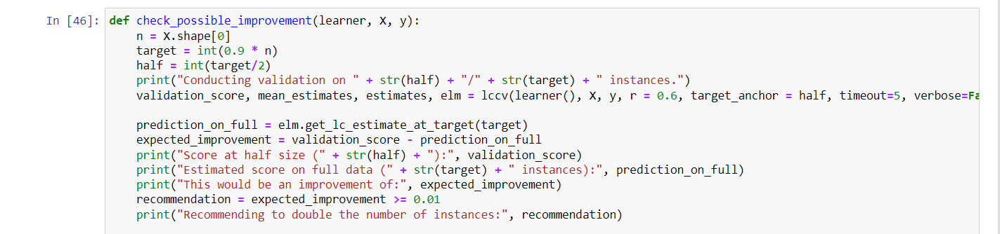 In [46]: def check_possible_improvement(learner, X, y):
    n = X.shape[0]
    target = int(0.9 * n)
    half = int(target/2)
    print("Conducting validation on " + str(half) + "/" + str(target) + " instances.")
    validation_score, mean_estimates, estimates, elm = lccv(learner(), X, y, r = 0.6, target_anchor = half, timeout=5, verbose=Fa

    prediction_on_full = elm.get_lc_estimate_at_target(target)
    expected_improvement = validation_score - prediction_on_full
    print("Score at half size (" + str(half) + "):", validation_score)
    print("Estimated score on full data (" + str(target) + " instances):", prediction_on_full)
    print("This would be an improvement of:", expected_improvement)
    recommendation = expected_improvement >= 0.01
    print("Recommending to double the number of instances:", recommendation)